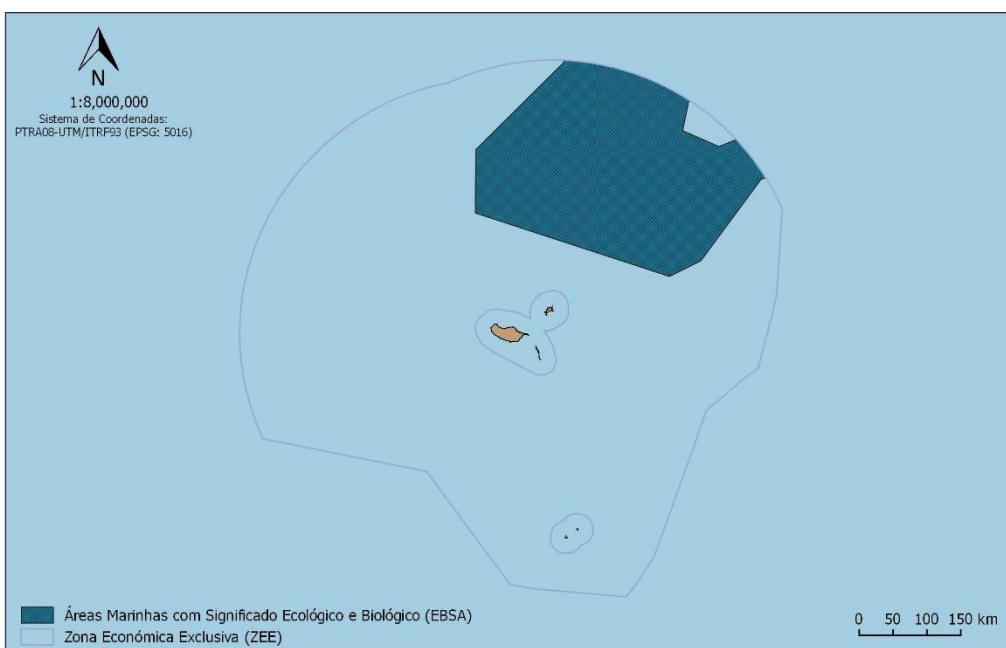 N
1:8,000,000
Sistema de Coordenadas:
PTRA08-UTM/ITRF93 (EPSG: 5016)
Áreas Marinhas com Significado Ecológico e Biológico (EBSA)
Zona Económica Exclusiva (ZEE)
0 50 100 150 km